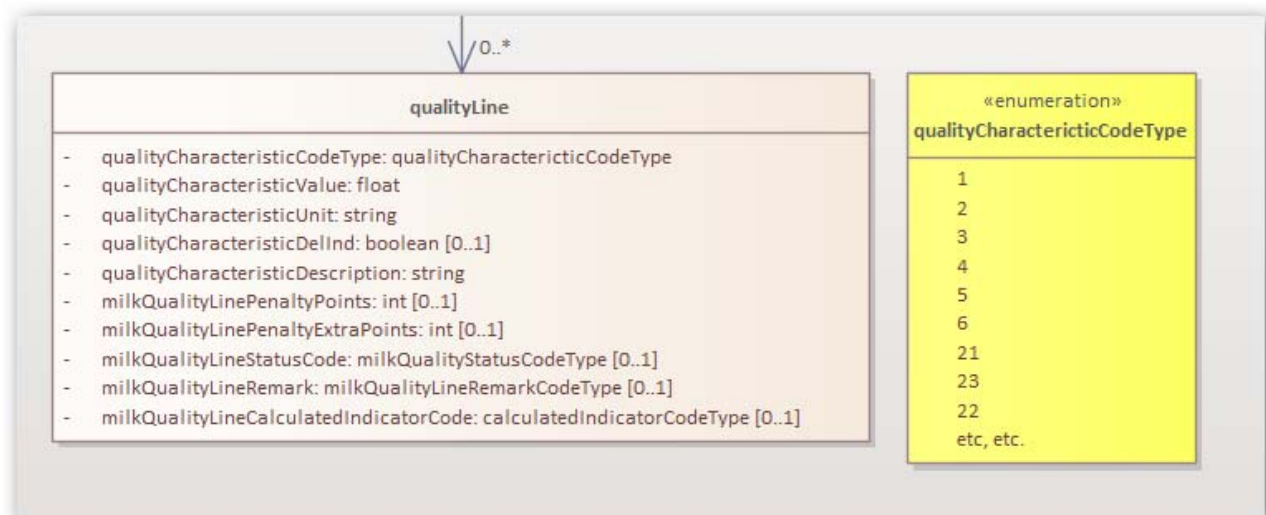 0..*
qualityLine
- qualityCharacteristicCodeType: qualityCharactericticCodeType
- qualityCharacteristicValue: float
- qualityCharacteristicUnit: string
- qualityCharacteristicDelInd: boolean [0..1]
- qualityCharacteristicDescription: string
- milkQualityLinePenaltyPoints: int [0..1]
- milkQualityLinePenaltyExtraPoints: int [0..1]
- milkQualityLineStatusCode: milkQualityStatusCodeType [0..1]
- milkQualityLineRemark: milkQualityLineRemarkCodeType [0..1]
- milkQualityLineCalculatedIndicatorCode: calculatedIndicatorCodeType [0..1]
«enumeration»
qualityCharactericticCodeType
1
2
3
4
5
6
21
23
22
etc, etc.